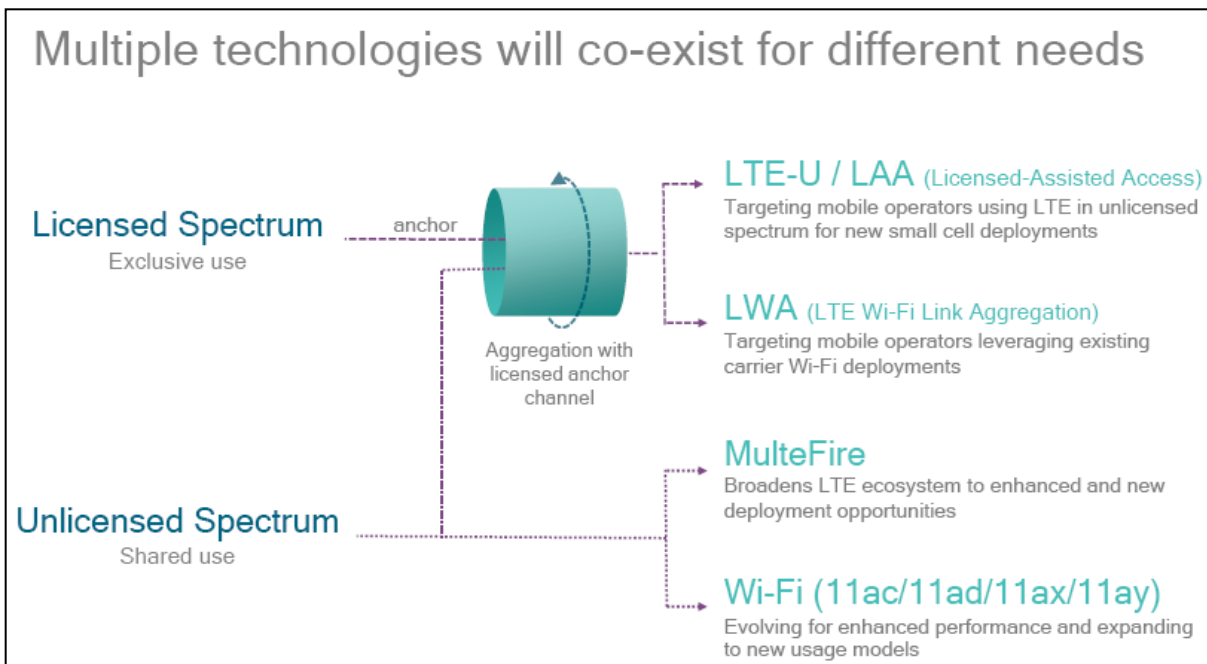 Multiple technologies will co-exist for different needs
Licensed Spectrum
Exclusive use
anchor
Aggregation with
licensed anchor
channel
LTE-U / LAA (Licensed-Assisted Access)
Targeting mobile operators using LTE in unlicensed
spectrum for new small cell deployments
LWA (LTE Wi-Fi Link Aggregation)
Targeting mobile operators leveraging existing
carrier Wi-Fi deployments
Unlicensed Spectrum
Shared use
MulteFire
Broadens LTE ecosystem to enhanced and new
deployment opportunities
Wi-Fi (11ac/11ad/11ax/11ay)
Evolving for enhanced performance and expanding
to new usage models